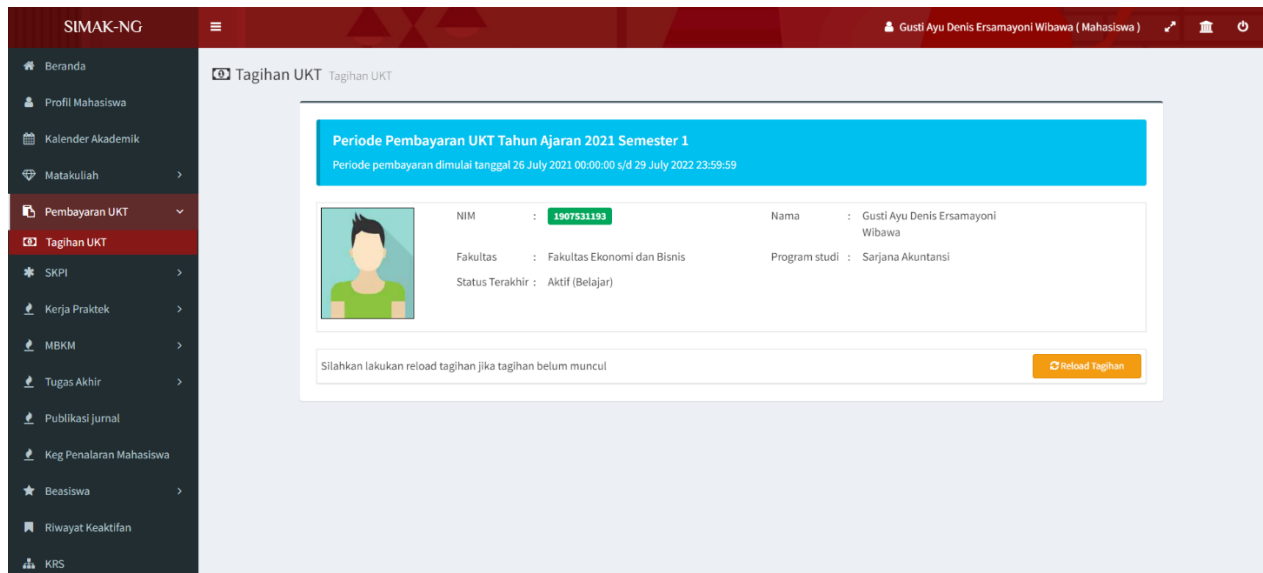 SIMAK-NG
Gusti Ayu Denis Ersamayoni Wibawa ( Mahasiswa )
Beranda
Profil Mahasiswa
Kalender Akademik
Matakuliah
Pembayaran UKT
Tagihan UKT
SKPI
Kerja Praktek
MBKM
Tugas Akhir
Publikasi jurnal
Keg Penalaran Mahasiswa
Beasiswa
Riwayat Keaktifan
KRS
Tagihan UKT Tagihan UKT
Periode Pembayaran UKT Tahun Ajaran 2021 Semester 1
Periode pembayaran dimulai tanggal 26 July 2021 00:00:00 s/d 29 July 2022 23:59:59
NIM : 1907531193 Nama : Gusti Ayu Denis Ersamayoni
Wibawa
Fakultas : Fakultas Ekonomi dan Bisnis Program studi : Sarjana Akuntansi
Status Terakhir : Aktif (Belajar)
Silahkan lakukan reload tagihan jika tagihan belum muncul Reload Tagihan